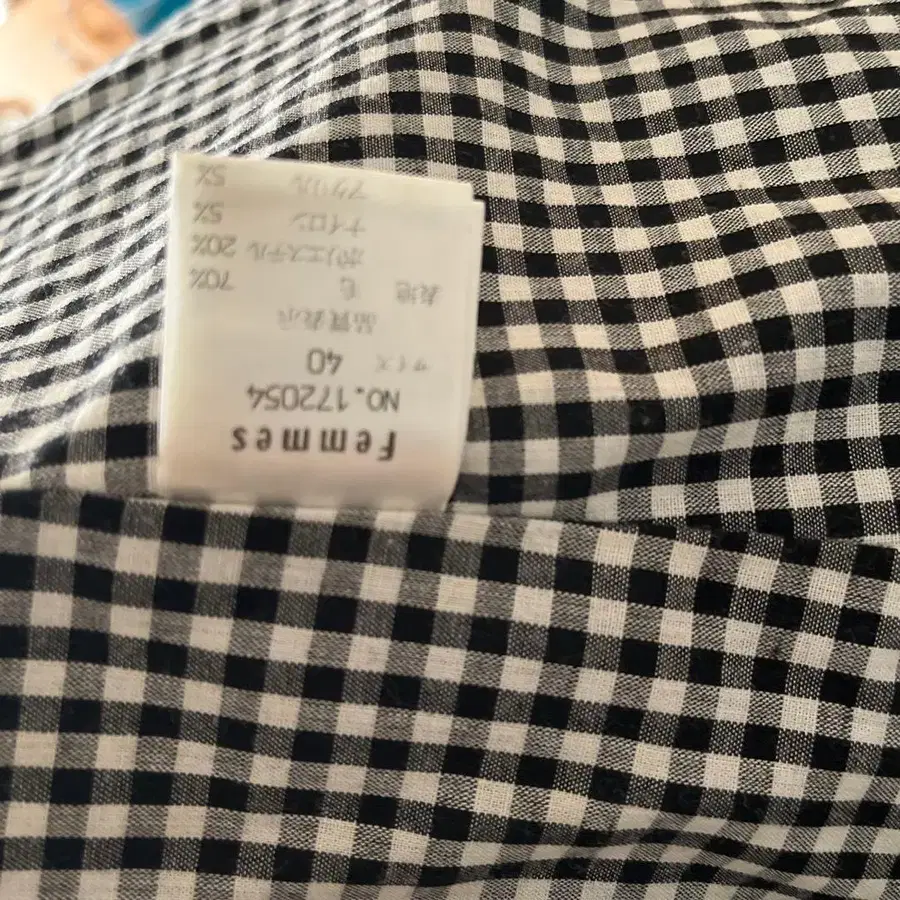 Femmes
NO.172054
サイズ 40
品質表示
表地 毛 70%
ポリエステル 20%
ナイロン 5%
アクリル 5%